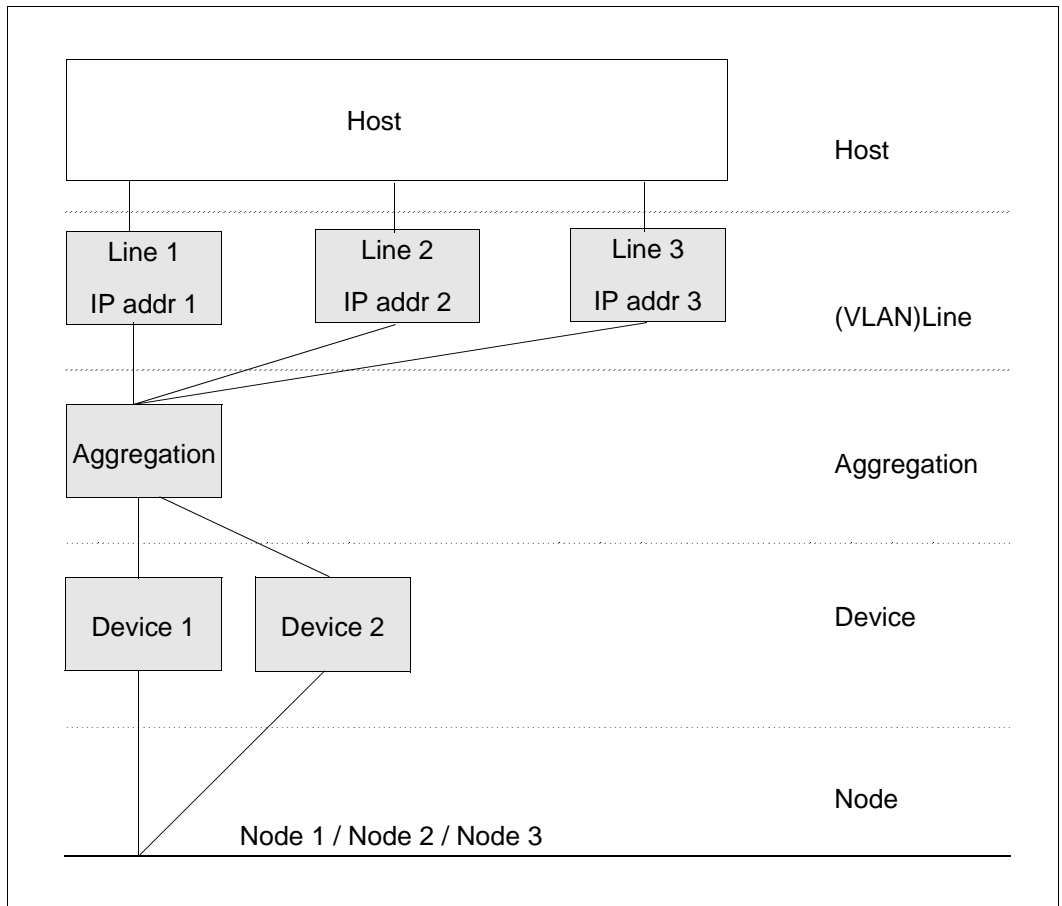 Host
Host
Line 1
IP addr 1
Line 2
IP addr 2
Line 3
IP addr 3
(VLAN)Line
Aggregation
Aggregation
Device 1
Device 2
Device
Node
Node 1 / Node 2 / Node 3